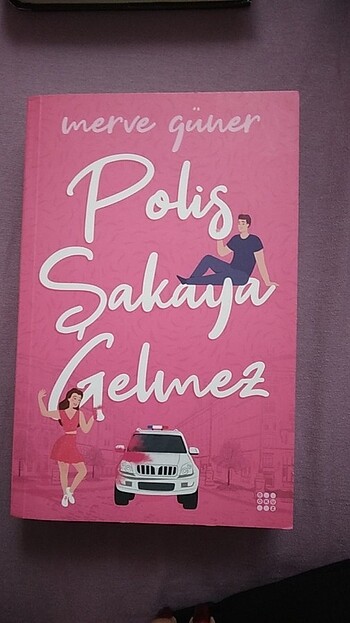 merve güner
Polis
Şakaya
Gelmez